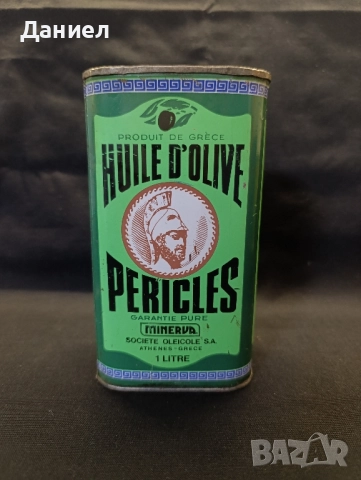 Даниел
PRODUIT DE GRÈCE
HUILE D'OLIVE
PERICLES
GARANTIE PURE
MINERVA
SOCIETE OLEICOLE S.A.
ATHENES-GRECE
1 LITRE
BAZAR